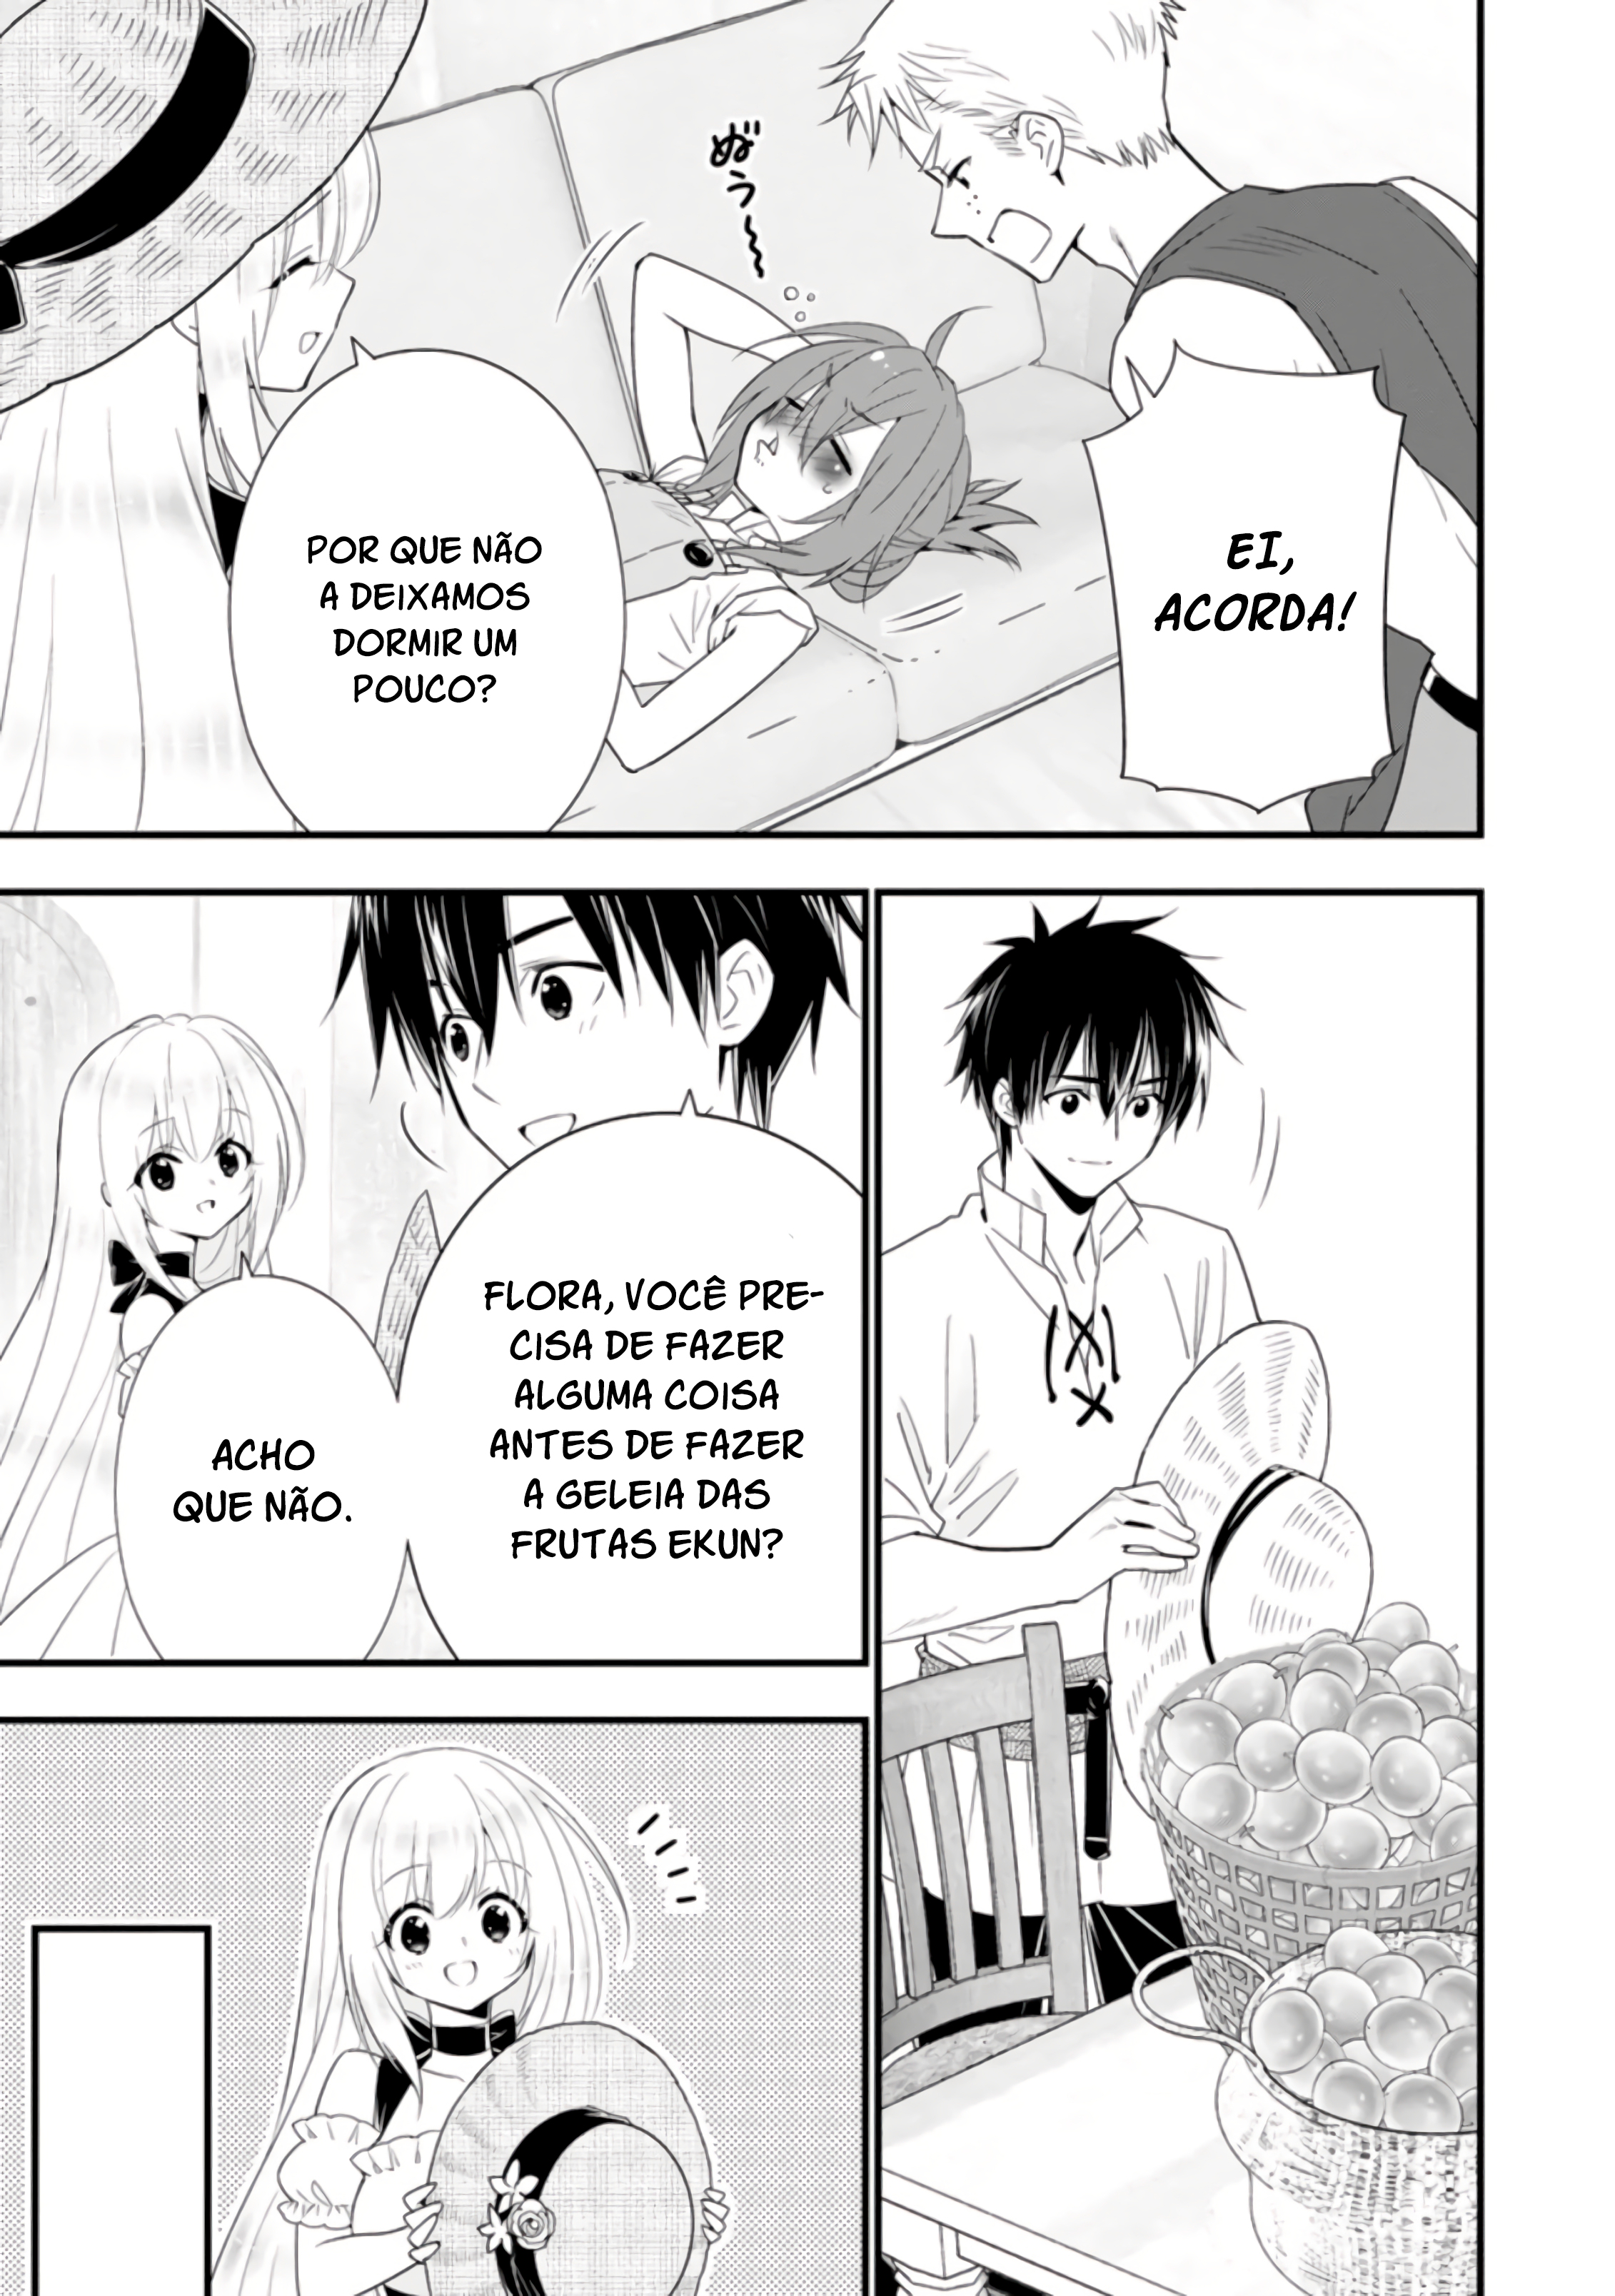 EI,
ACORDA!
ぬ゛ぅ〜〜
POR QUE NÃO
A DEIXAMOS
DORMIR UM
POUCO?
FLORA, VOCÊ PRE-
CISA DE FAZER
ALGUMA COISA
ANTES DE FAZER
A GELEIA DAS
FRUTAS EKUN?
ACHO
QUE NÃO.